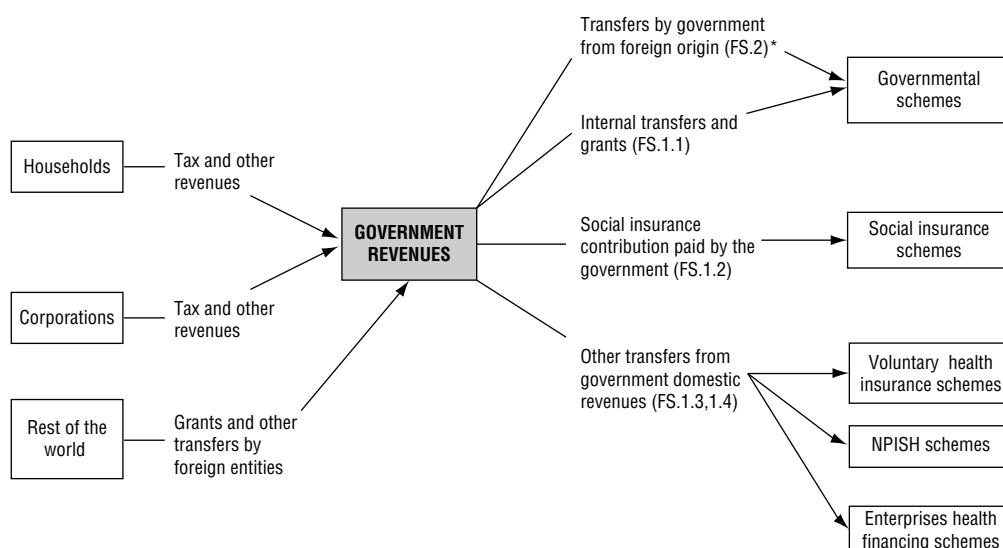 Transfers by government
from foreign origin (FS.2)*
Governmental
schemes
Internal transfers and
grants (FS.1.1)
Households
Tax and other
revenues
GOVERNMENT
REVENUES
Social insurance
contribution paid by the
government (FS.1.2)
Social insurance
schemes
Corporations
Tax and other
revenues
Other transfers from
government domestic
revenues (FS.1.3,1.4)
Voluntary health
insurance schemes
Rest of the
world
Grants and other
transfers by
foreign entities
NPISH schemes
Enterprises health
financing schemes